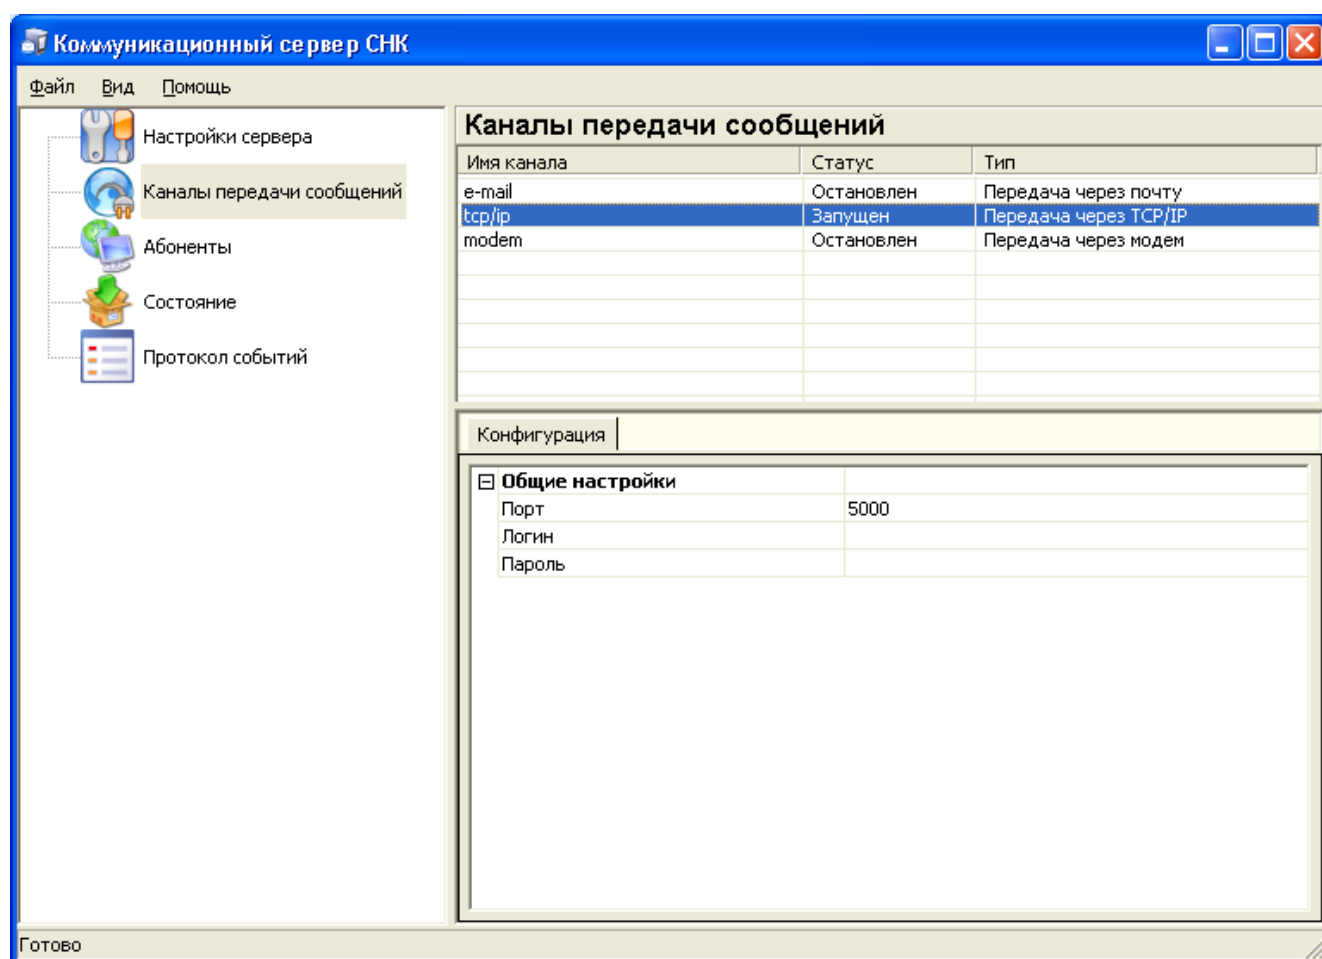 Коммуникационный сервер СНК
Файл Вид Помощь
Настройки сервера
Каналы передачи сообщений
Абоненты
Состояние
Протокол событий
Каналы передачи сообщений
Имя канала Статус Тип
e-mail Остановлен Передача через почту
tcp/ip Запущен Передача через TCP/IP
modem Остановлен Передача через модем
Конфигурация
Общие настройки
Порт 5000
Логин
Пароль
Готово